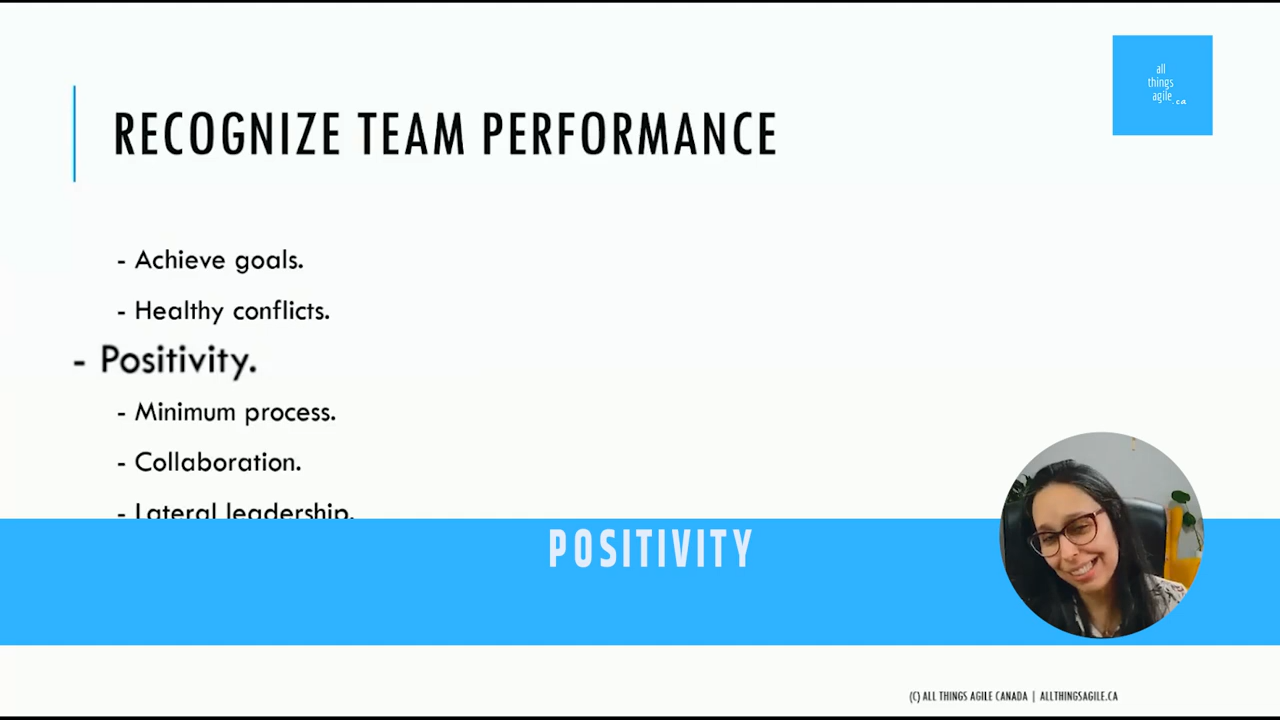 all
things
agile.ca
RECOGNIZE TEAM PERFORMANCE
- Achieve goals.
- Healthy conflicts.
- Positivity.
- Minimum process.
- Collaboration.
- Lateral leadership.
POSITIVITY
(C) ALL THINGS AGILE CANADA | ALLTHINGSAGILE.CA